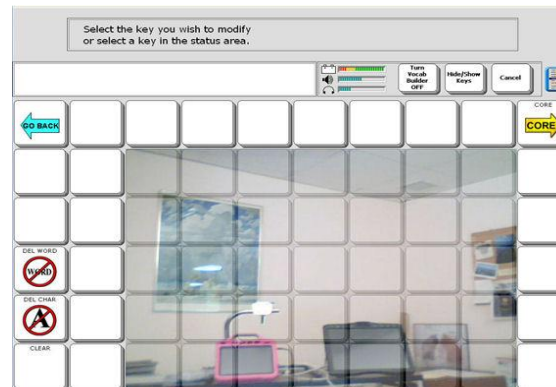 Select the key you wish to modify
or select a key in the status area.
Turn
Vocab
Builder
OFF
Hide/Show
Keys
Cancel
GO BACK
CORE
CORE
DEL WORD
WORD
DEL CHAR
A
CLEAR